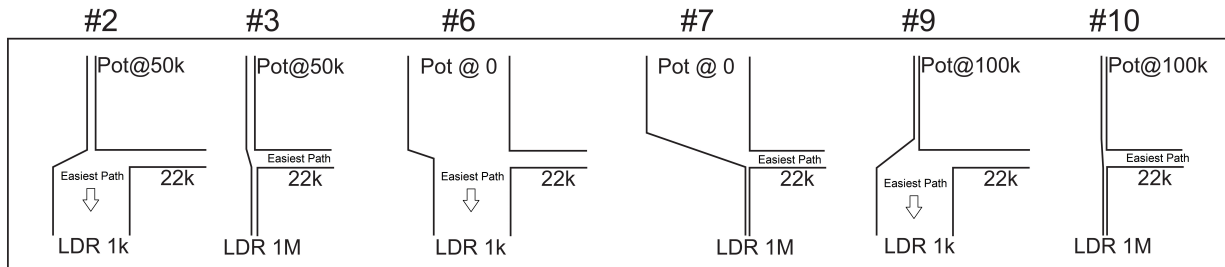 #2 #3 #6 #7 #9 #10
Pot@50k Pot@50k Pot @ 0 Pot @ 0 Pot@100k Pot@100k
Easiest Path Easiest Path Easiest Path
Easiest Path 22k 22k Easiest Path 22k 22k Easiest Path 22k 22k
LDR 1k LDR 1M LDR 1k LDR 1M LDR 1k LDR 1M